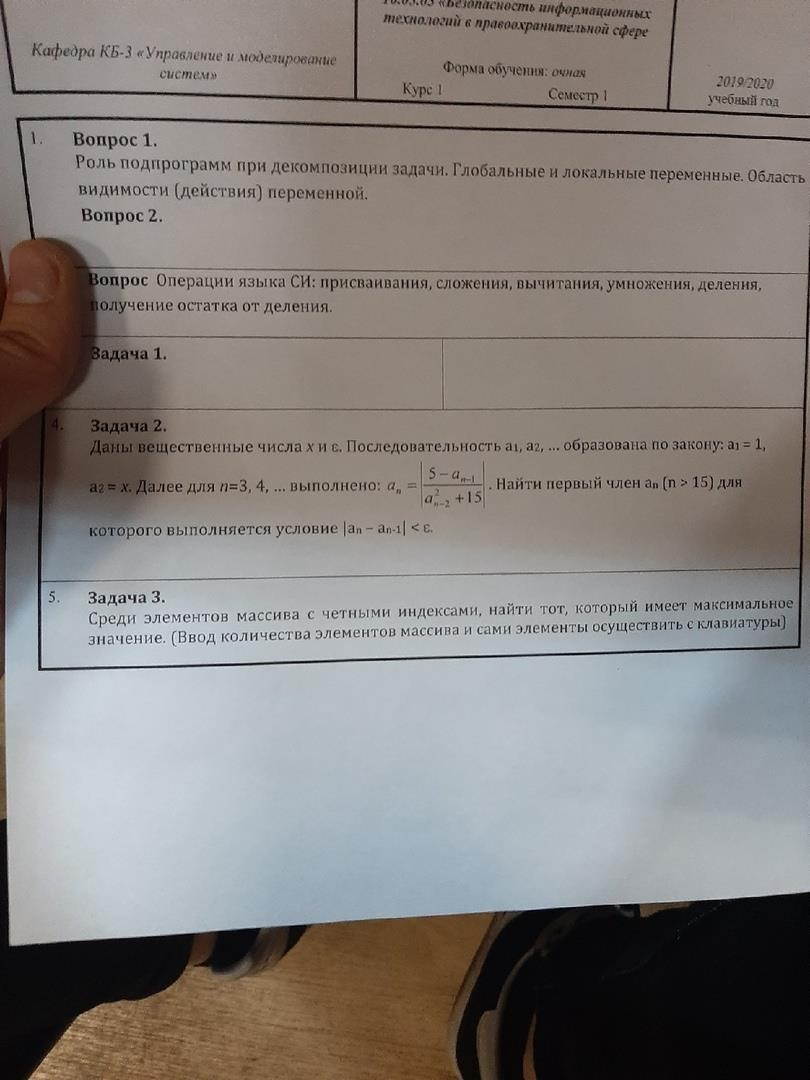 10.05.05 «Безопасность информационных
технологий в правоохранительной сфере
Кафедра КБ-3 «Управление и моделирование
систем»
Форма обучения: очная
Курс 1 Семестр 1
2019/2020
учебный год
1. Вопрос 1.
Роль подпрограмм при декомпозиции задачи. Глобальные и локальные переменные. Область
видимости (действия) переменной.
Вопрос 2.
Вопрос Операции языка СИ: присваивания, сложения, вычитания, умножения, деления,
получение остатка от деления.
Задача 1.
4. Задача 2.
Даны вещественные числа x и ε. Последовательность a₁, a₂, ... образована по закону: a₁ = 1,
a₂ = x. Далее для n=3, 4, ... выполнено: aₙ = |(5 − aₙ₋₁)/(a²ₙ₋₂ + 15)|. Найти первый член aₙ (n > 15) для
которого выполняется условие |aₙ – aₙ₋₁| < ε.
5. Задача 3.
Среди элементов массива с четными индексами, найти тот, который имеет максимальное
значение. (Ввод количества элементов массива и сами элементы осуществить с клавиатуры)